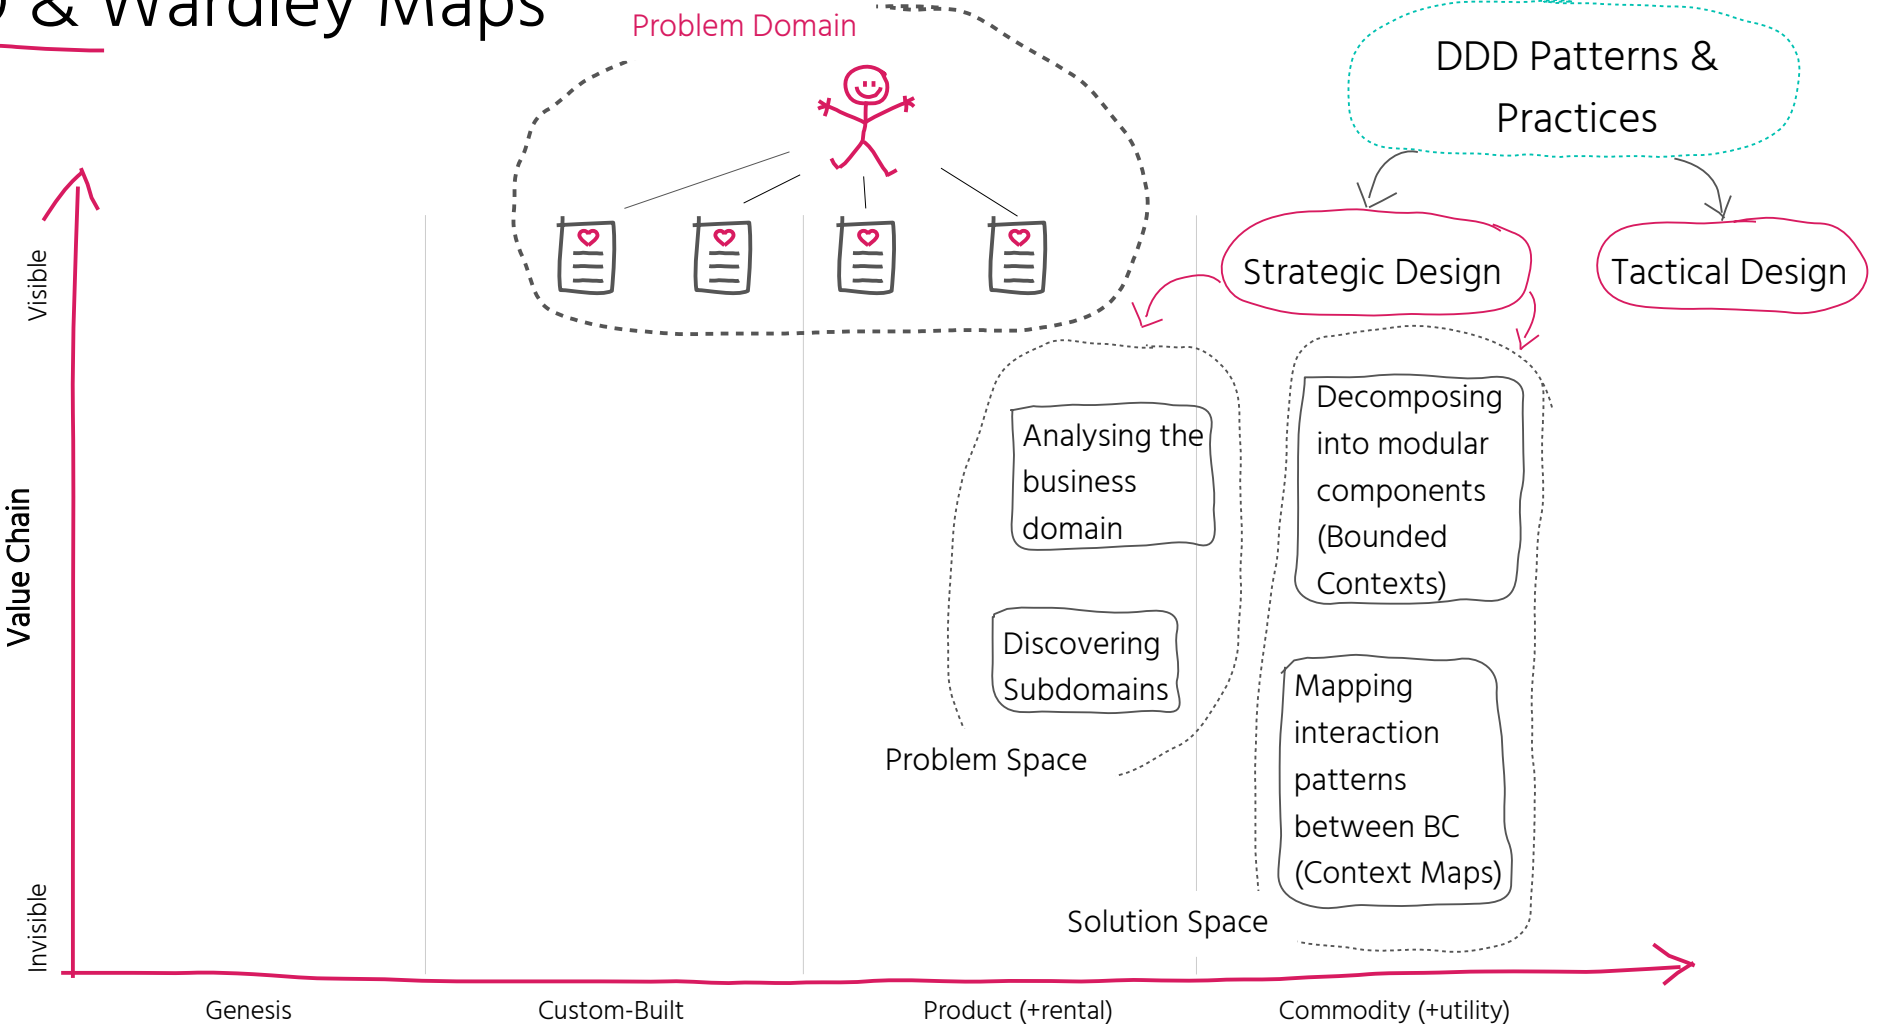 & Wardley Maps
Problem Domain
DDD Patterns &
Practices
Strategic Design
Tactical Design
Visible
Value Chain
Invisible
Analysing the
business
domain
Discovering
Subdomains
Problem Space
Decomposing
into modular
components
(Bounded
Contexts)
Mapping
interaction
patterns
between BC
(Context Maps)
Solution Space
Genesis
Custom-Built
Product (+rental)
Commodity (+utility)